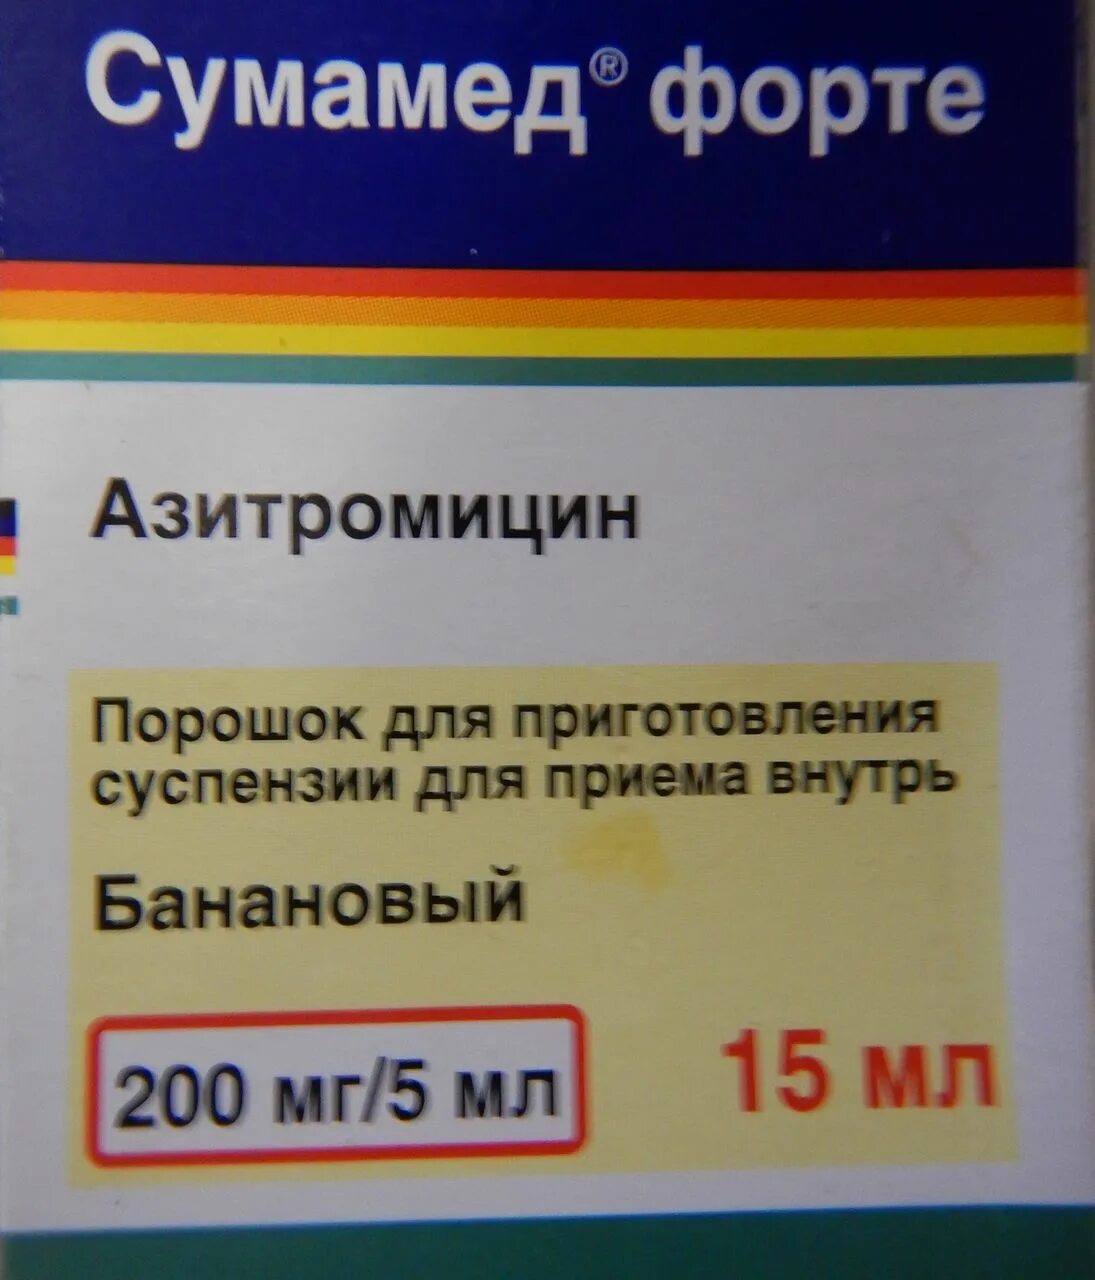 Сумамед® форте
Азитромицин
Порошок для приготовления
суспензии для приема внутрь
Банановый
200 мг/5 мл
15 мл